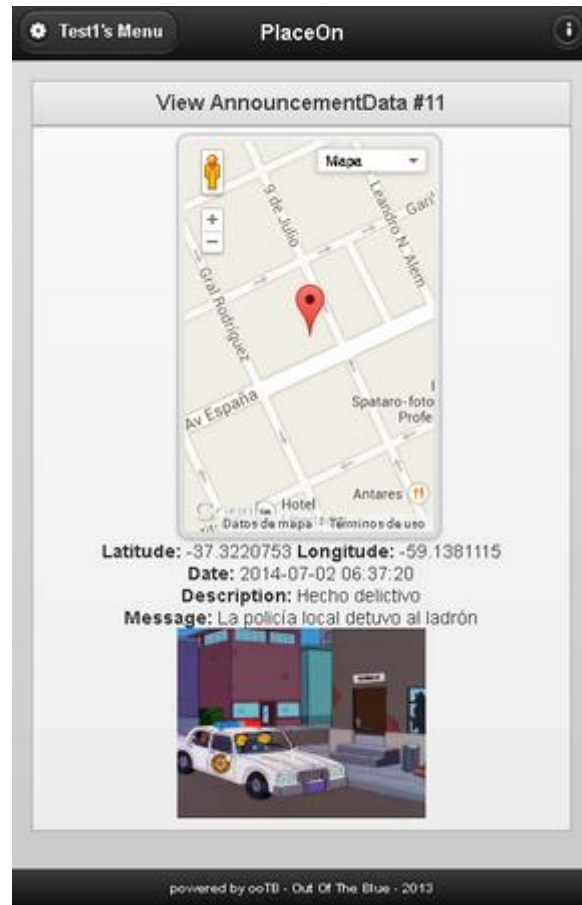 Test1's Menu
PlaceOn
i
View AnnouncementData #11
Mapa
+
−
9 de Julio
Leandro N. Alem
Gari
Gral Rodríguez
Av España
Spataro-foto
Profe
Antares
Hotel
Datos de mapa Términos de uso
Latitude: -37.3220753 Longitude: -59.1381115
Date: 2014-07-02 06:37:20
Description: Hecho delictivo
Message: La policía local detuvo al ladrón
powered by ooTB - Out Of The Blue - 2013